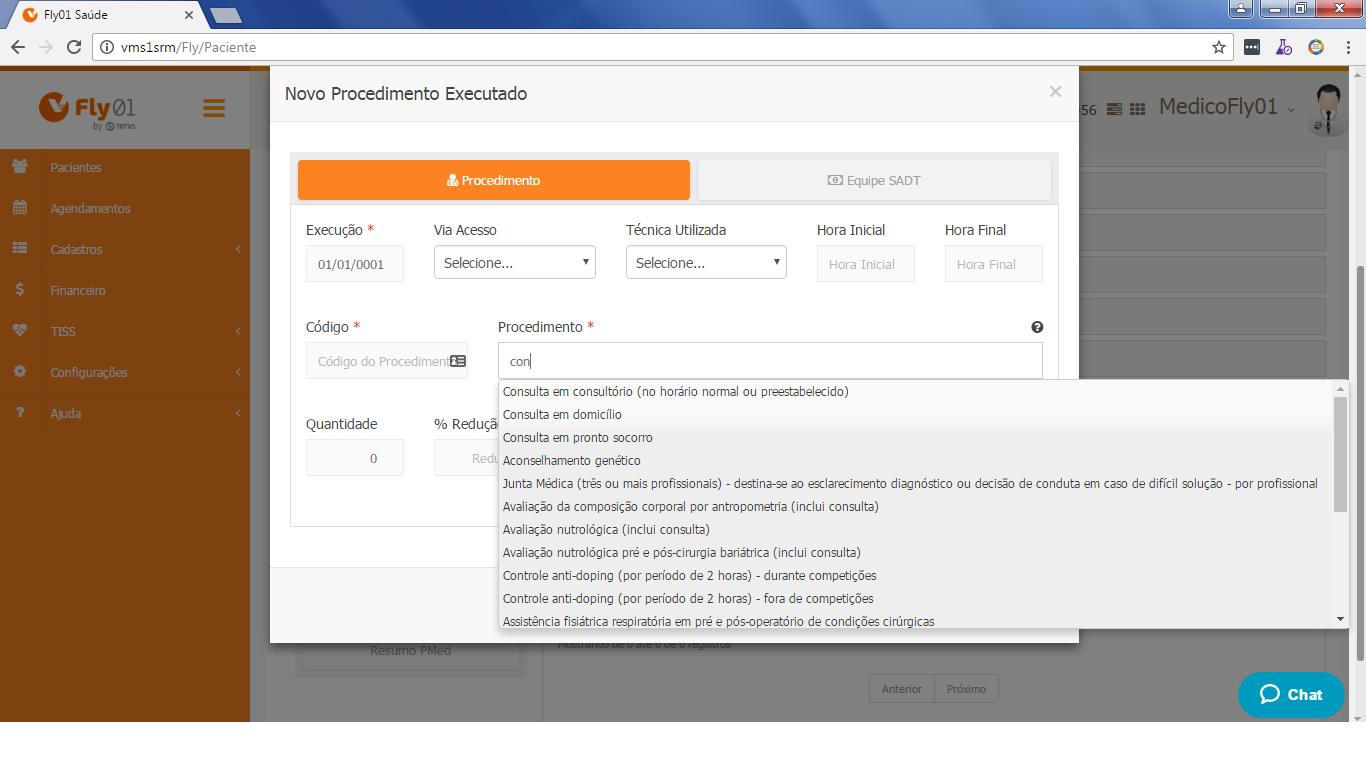 Fly01 Saúde
vms1srm/Fly/Paciente
Novo Procedimento Executado
Fly01
by TOTVS
56
MedicoFly01
Pacientes
Agendamentos
Cadastros
Financeiro
TISS
Configurações
Ajuda
Procedimento
Equipe SADT
Execução *
Via Acesso
Técnica Utilizada
Hora Inicial
Hora Final
01/01/0001
Selecione...
Selecione...
Hora Inicial
Hora Final
Código *
Procedimento *
Código do Procediment
con
Quantidade
% Reduçã
0
Redu
Consulta em consultório (no horário normal ou preestabelecido)
Consulta em domicílio
Consulta em pronto socorro
Aconselhamento genético
Junta Médica (três ou mais profissionais) - destina-se ao esclarecimento diagnóstico ou decisão de conduta em caso de difícil solução - por profissional
Avaliação da composição corporal por antropometria (inclui consulta)
Avaliação nutrológica (inclui consulta)
Avaliação nutrológica pré e pós-cirurgia bariátrica (inclui consulta)
Controle anti-doping (por período de 2 horas) - durante competições
Controle anti-doping (por período de 2 horas) - fora de competições
Assistência fisiátrica respiratória em pré e pós-operatório de condições cirúrgicas
Resumo PMed
Mostrando de 0 até 0 de 0 registros
Anterior
Próximo
Chat